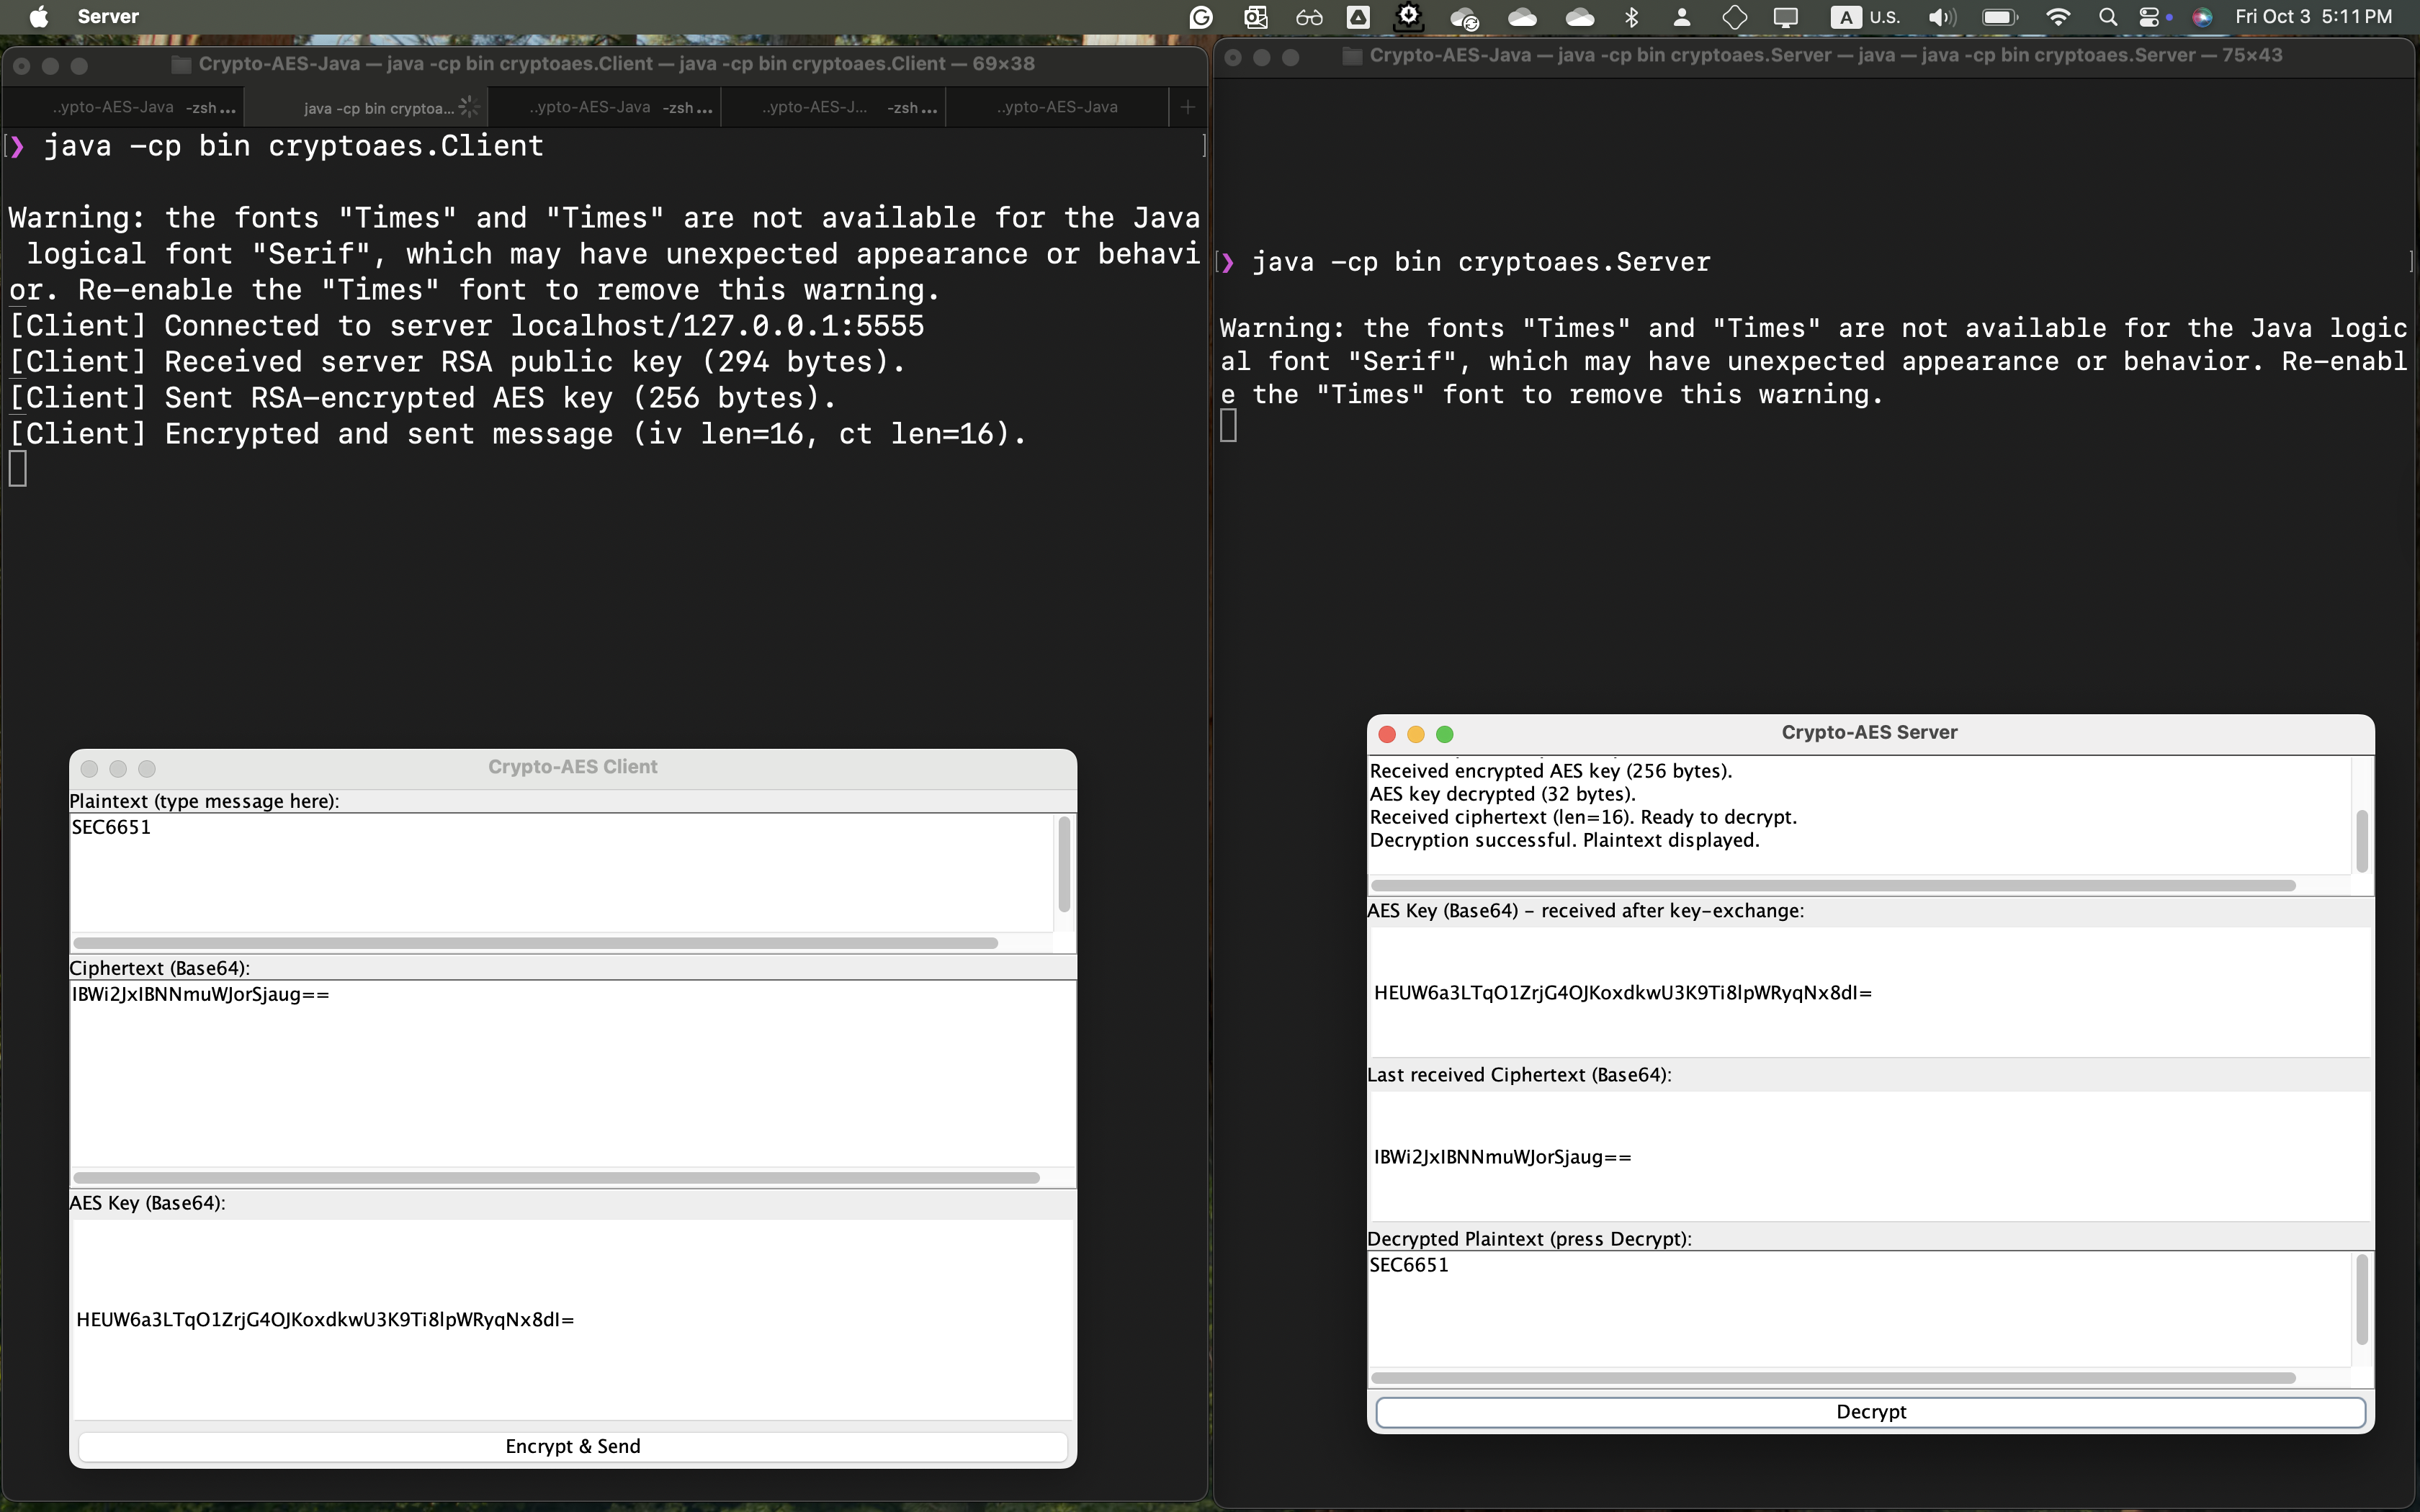 Server
A U.S.
Fri Oct 3 5:11 PM
Crypto-AES-Java — java -cp bin cryptoaes.Client — java -cp bin cryptoaes.Client — 69×38
..ypto-AES-Java -zsh ...
java -cp bin cryptoa...
..ypto-AES-Java -zsh ...
..ypto-AES-J... -zsh ...
..ypto-AES-Java
+
[❯ java -cp bin cryptoaes.Client ]
Warning: the fonts "Times" and "Times" are not available for the Java
logical font "Serif", which may have unexpected appearance or behavi
or. Re-enable the "Times" font to remove this warning.
[Client] Connected to server localhost/127.0.0.1:5555
[Client] Received server RSA public key (294 bytes).
[Client] Sent RSA-encrypted AES key (256 bytes).
[Client] Encrypted and sent message (iv len=16, ct len=16).
Crypto-AES Client
Plaintext (type message here):
SEC6651
Ciphertext (Base64):
IBWi2JxIBNNmuWJorSjaug==
AES Key (Base64):
HEUW6a3LTqO1ZrjG4OJKoxdkwU3K9Ti8lpWRyqNx8dI=
Encrypt & Send
Crypto-AES-Java — java -cp bin cryptoaes.Server — java — java -cp bin cryptoaes.Server — 75×43
[❯ java -cp bin cryptoaes.Server ]
Warning: the fonts "Times" and "Times" are not available for the Java logic
al font "Serif", which may have unexpected appearance or behavior. Re-enabl
e the "Times" font to remove this warning.
Crypto-AES Server
Received encrypted AES key (256 bytes).
AES key decrypted (32 bytes).
Received ciphertext (len=16). Ready to decrypt.
Decryption successful. Plaintext displayed.
AES Key (Base64) - received after key-exchange:
HEUW6a3LTqO1ZrjG4OJKoxdkwU3K9Ti8lpWRyqNx8dI=
Last received Ciphertext (Base64):
IBWi2JxIBNNmuWJorSjaug==
Decrypted Plaintext (press Decrypt):
SEC6651
Decrypt